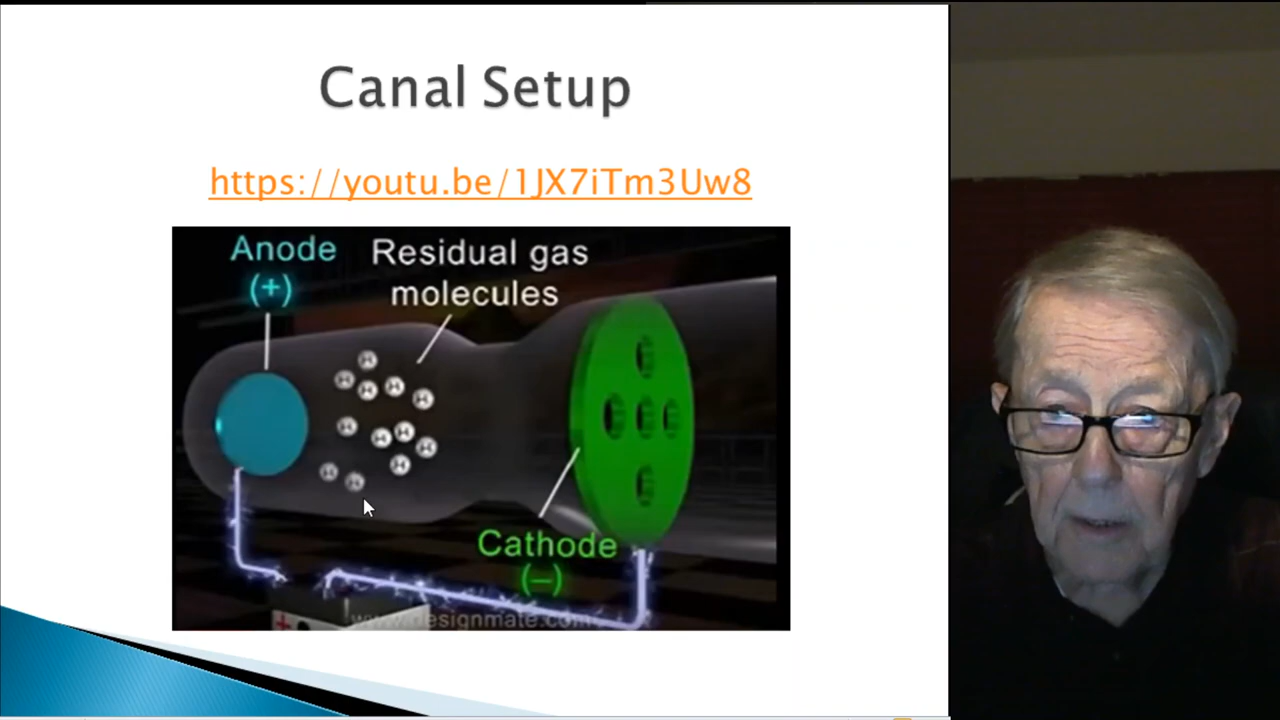 Canal Setup
https://youtu.be/1JX7iTm3Uw8
Anode
(+)
Residual gas
molecules
Cathode
(–)
+
www.designmate.com